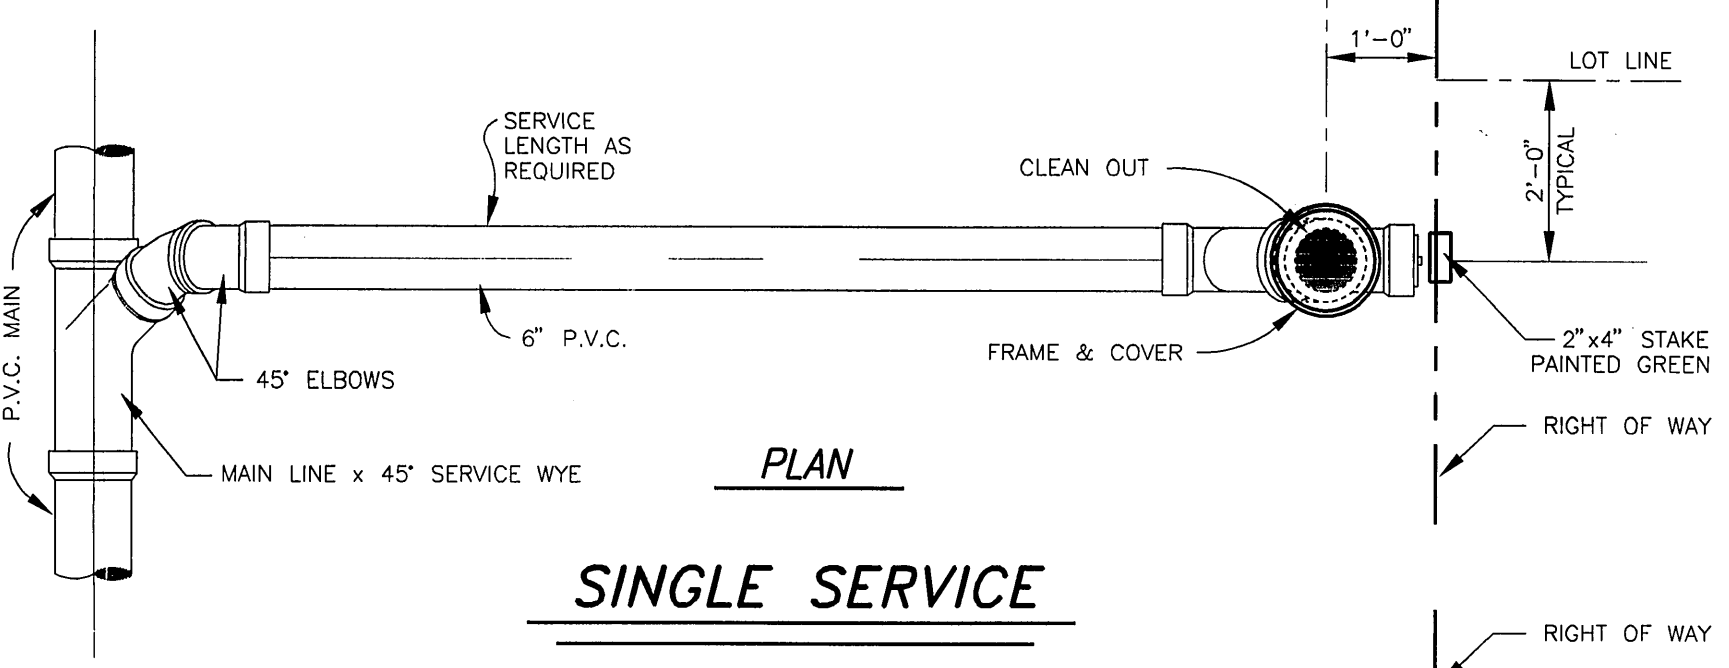 1'-0"
LOT LINE
SERVICE
LENGTH AS
REQUIRED
CLEAN OUT
2'-0"
TYPICAL
P.V.C. MAIN
6" P.V.C.
FRAME & COVER
2"x4" STAKE
PAINTED GREEN
45° ELBOWS
RIGHT OF WAY
MAIN LINE x 45° SERVICE WYE
PLAN
SINGLE SERVICE
RIGHT OF WAY